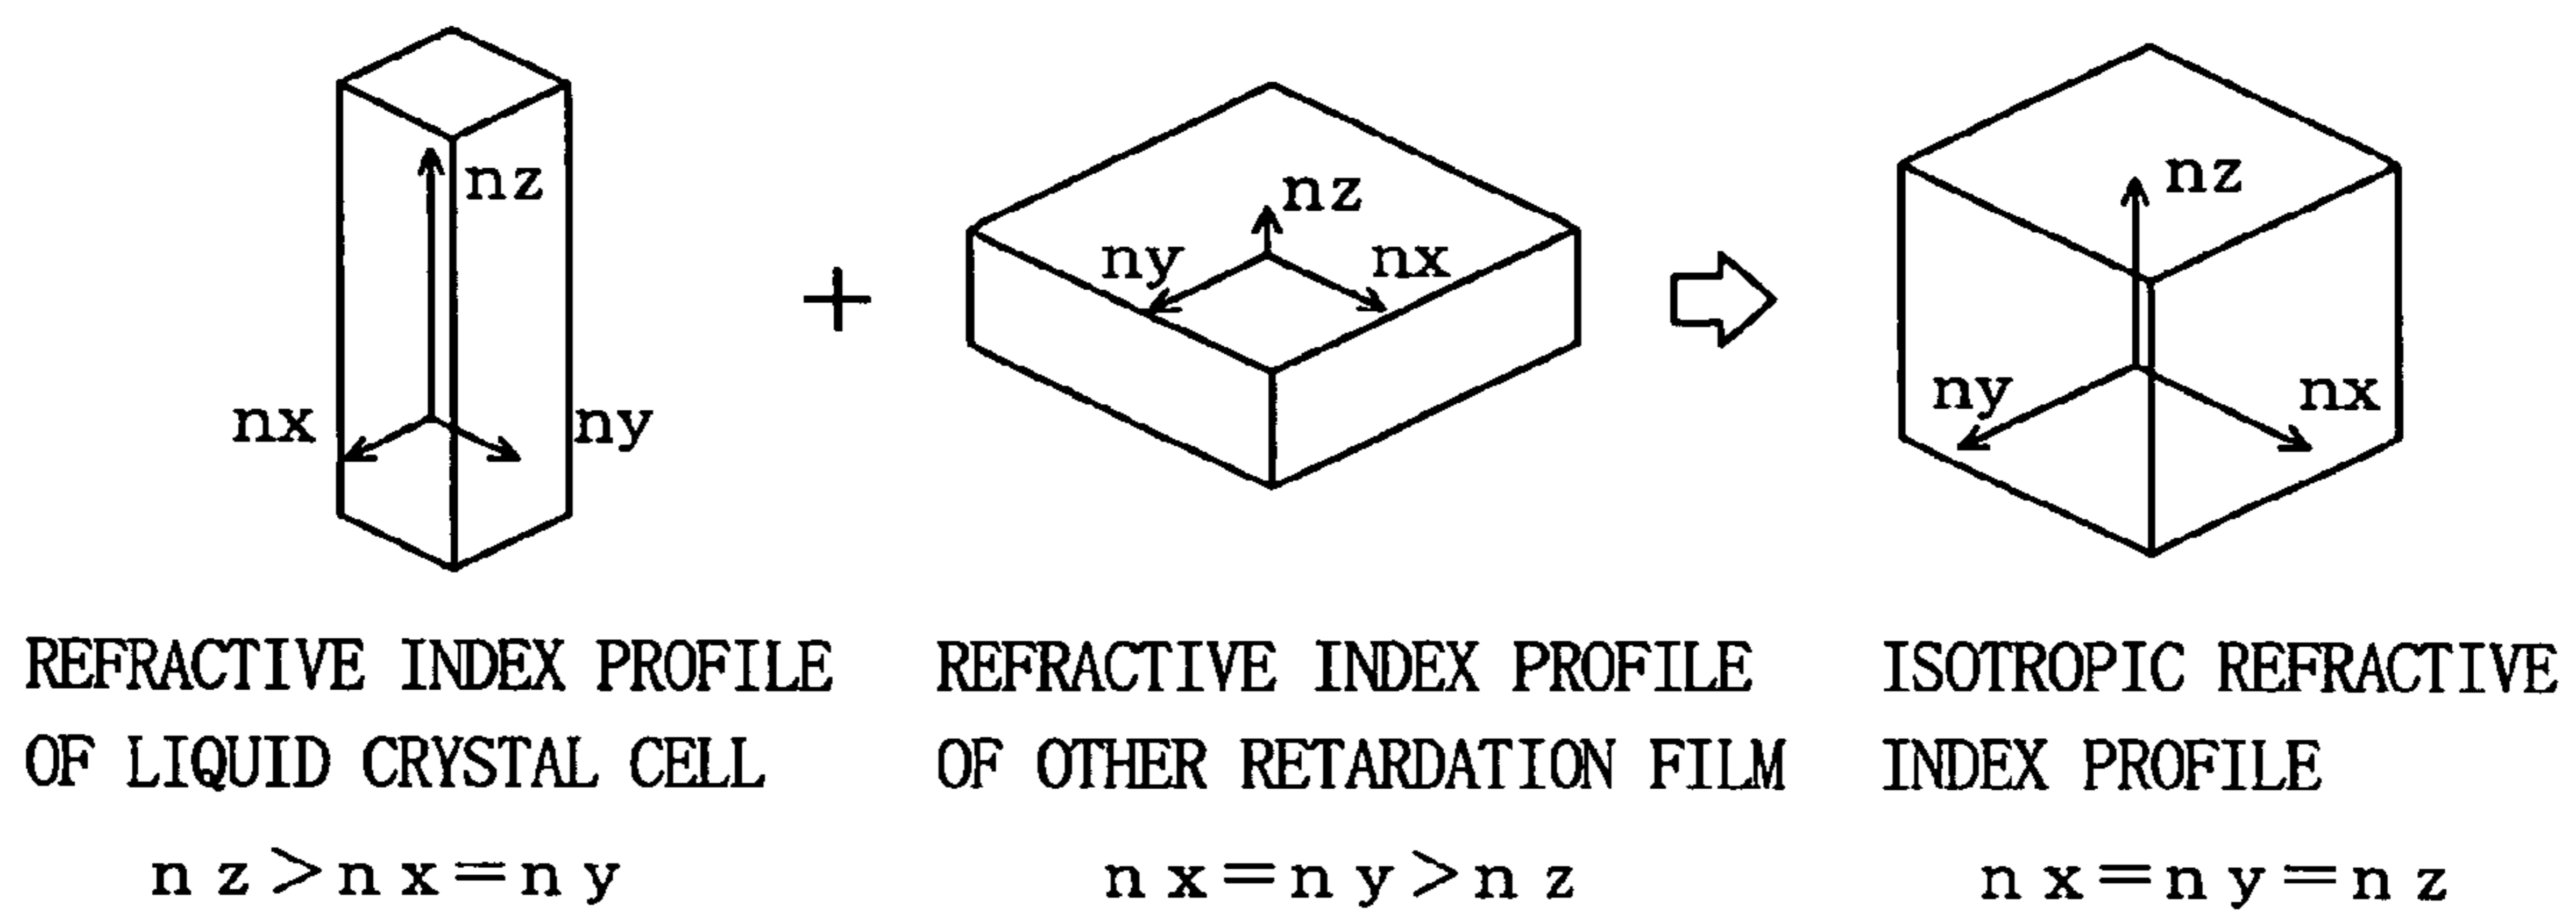 nz
nx
ny
+
nz
ny
nx
nz
ny
nx
REFRACTIVE INDEX PROFILE
OF LIQUID CRYSTAL CELL
nz>nx=ny
REFRACTIVE INDEX PROFILE
OF OTHER RETARDATION FILM
nx=ny>nz
ISOTROPIC REFRACTIVE
INDEX PROFILE
nx=ny=nz